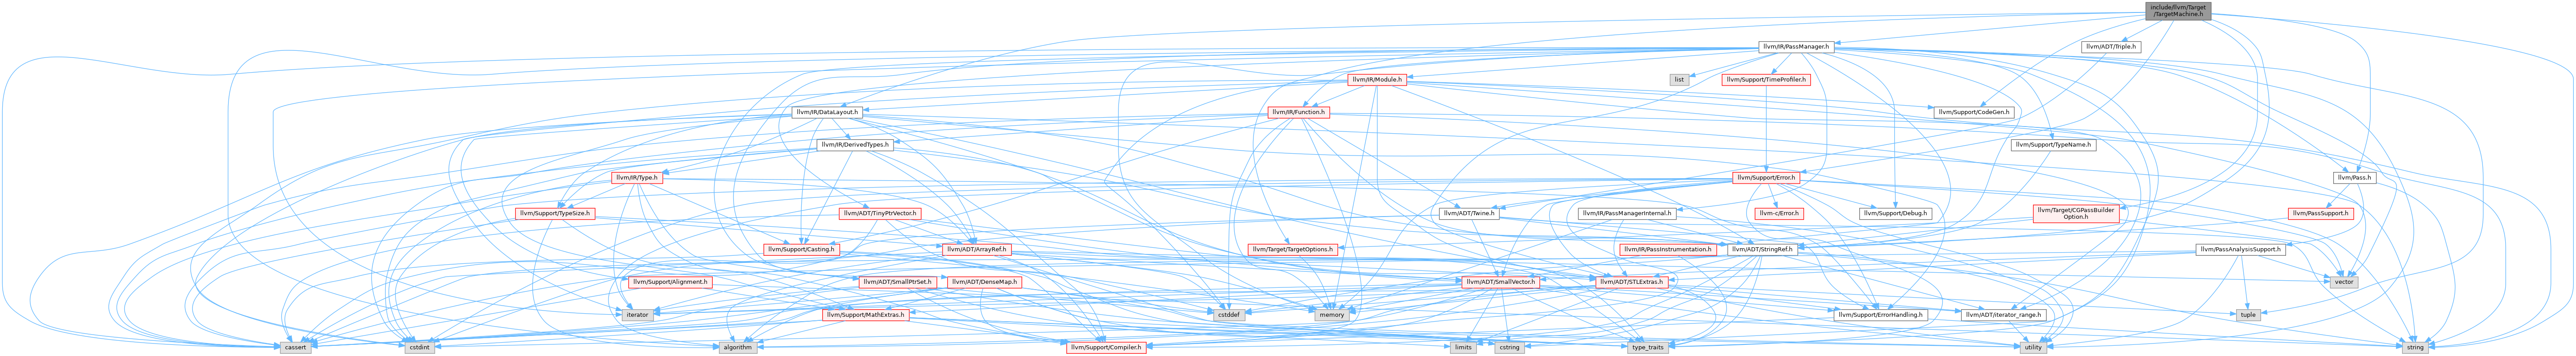 include/llvm/Target
/TargetMachine.h
llvm/IR/PassManager.h
llvm/ADT/Triple.h
list
llvm/Support/TimeProfiler.h
llvm/IR/Module.h
llvm/IR/DataLayout.h
llvm/IR/Function.h
llvm/Support/CodeGen.h
llvm/IR/DerivedTypes.h
llvm/Support/TypeName.h
llvm/IR/Type.h
llvm/Support/Error.h
llvm/Pass.h
llvm/Support/TypeSize.h
llvm/ADT/TinyPtrVector.h
llvm/ADT/Twine.h
llvm/IR/PassManagerInternal.h
llvm-c/Error.h
llvm/Support/Debug.h
llvm/Target/CGPassBuilder
Option.h
llvm/PassSupport.h
llvm/Support/Casting.h
llvm/ADT/ArrayRef.h
llvm/Target/TargetOptions.h
llvm/IR/PassInstrumentation.h
llvm/ADT/StringRef.h
llvm/PassAnalysisSupport.h
llvm/Support/Alignment.h
llvm/ADT/SmallPtrSet.h
llvm/ADT/DenseMap.h
llvm/ADT/SmallVector.h
llvm/ADT/STLExtras.h
vector
iterator
llvm/Support/MathExtras.h
cstddef
memory
llvm/Support/ErrorHandling.h
llvm/ADT/iterator_range.h
tuple
cassert
cstdint
algorithm
llvm/Support/Compiler.h
limits
cstring
type_traits
utility
string